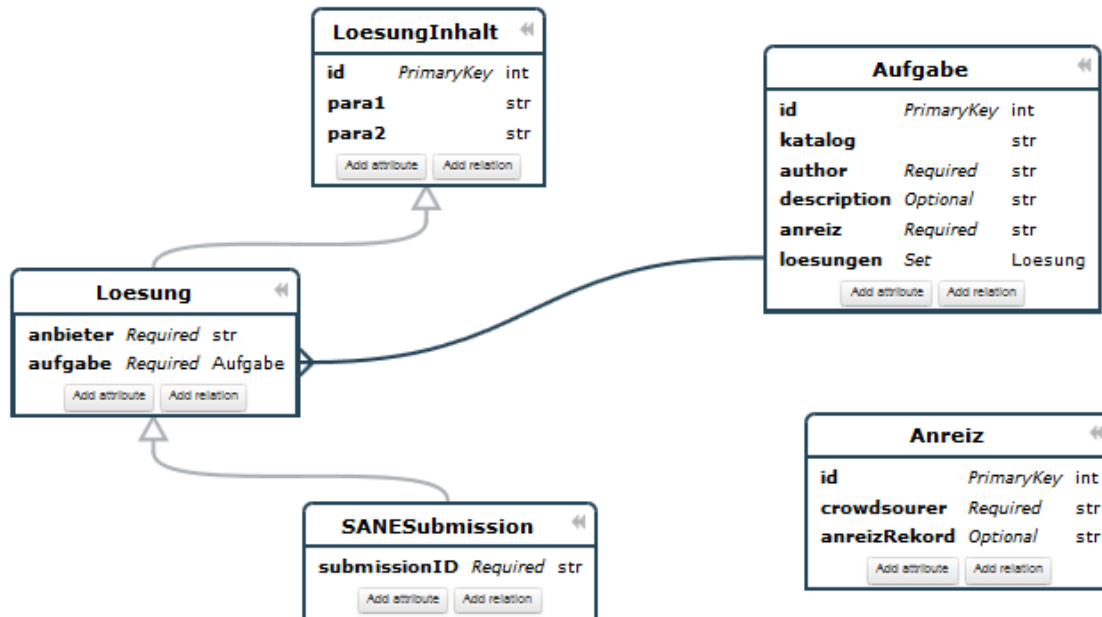 LoesungInhalt
id PrimaryKey int
para1 str
para2 str
Add attribute Add relation
Aufgabe
id PrimaryKey int
katalog str
author Required str
description Optional str
anreiz Required str
loesungen Set Loesung
Add attribute Add relation
Loesung
anbieter Required str
aufgabe Required Aufgabe
Add attribute Add relation
Anreiz
id PrimaryKey int
crowdsourer Required str
anreizRekord Optional str
Add attribute Add relation
SANESubmission
submissionID Required str
Add attribute Add relation